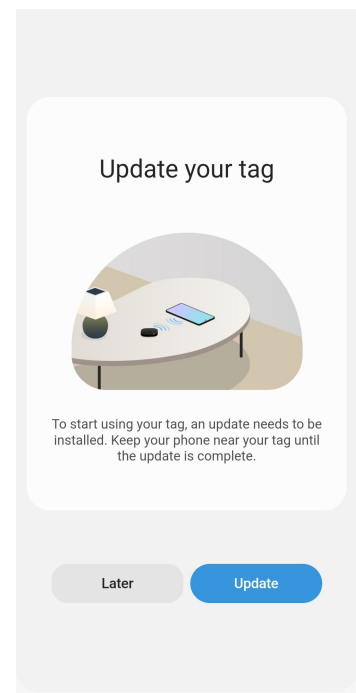 Update your tag
To start using your tag, an update needs to be
installed. Keep your phone near your tag until
the update is complete.
Later
Update